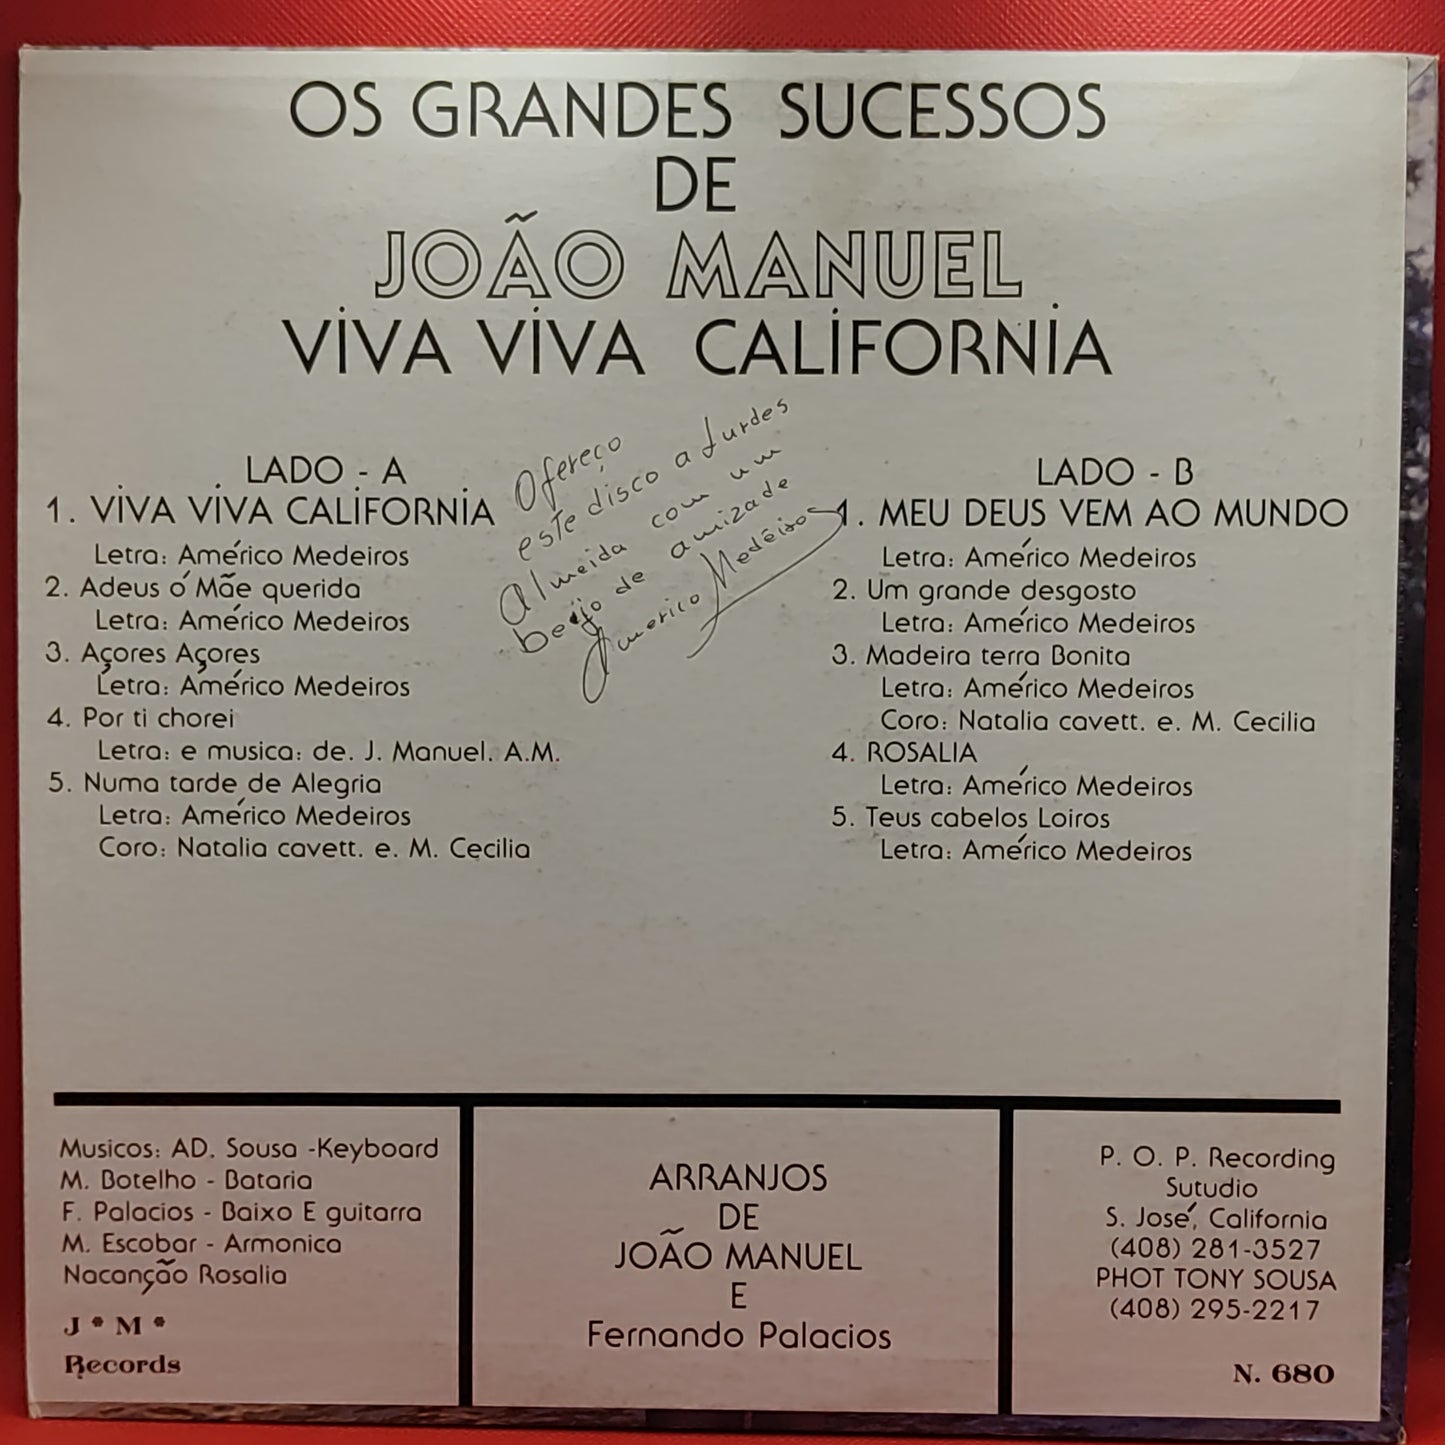 OS GRANDES SUCESSOS
DE
JOÃO MANUEL
VIVA VIVA CALIFORNIA
Ofereço
este disco a Lurdes
Almeida com um
beijo de amizade
Americo Medeiros
LADO - A
1. VIVA VIVA CALIFORNIA
Letra: Américo Medeiros
2. Adeus ó Mãe querida
Letra: Américo Medeiros
3. Açores Açores
Letra: Américo Medeiros
4. Por ti chorei
Letra: e musica: de. J. Manuel. A.M.
5. Numa tarde de Alegria
Letra: Américo Medeiros
Coro: Natalia cavett. e. M. Cecilia
LADO - B
1. MEU DEUS VEM AO MUNDO
Letra: Américo Medeiros
2. Um grande desgosto
Letra: Américo Medeiros
3. Madeira terra Bonita
Letra: Américo Medeiros
Coro: Natalia cavett. e. M. Cecilia
4. ROSALIA
Letra: Américo Medeiros
5. Teus cabelos Loiros
Letra: Américo Medeiros
Musicos: AD. Sousa -Keyboard
M. Botelho - Bataria
F. Palacios - Baixo E guitarra
M. Escobar - Armonica
Nacanção Rosalia
J * M *
Records
ARRANJOS
DE
JOÃO MANUEL
E
Fernando Palacios
P. O. P. Recording
Sutudio
S. José, California
(408) 281-3527
PHOT TONY SOUSA
(408) 295-2217
N. 680